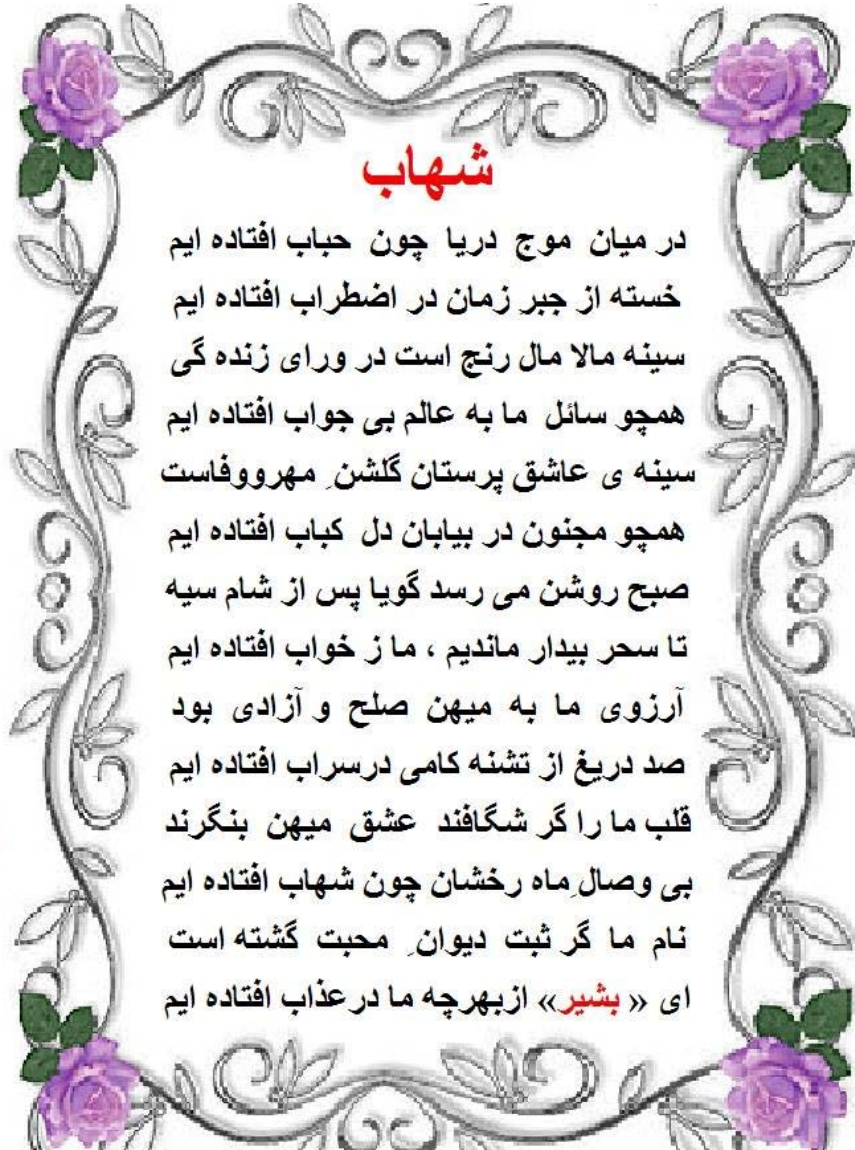 شهاب
در میان موج دریا چون حباب افتاده ایم
خسته از جبرِ زمان در اضطراب افتاده ایم
سینه مالا مال رنج است در ورای زنده گی
همچو سائل ما به عالم بی جواب افتاده ایم
سینه ی عاشق پرستان گلشنِ مهرووفاست
همچو مجنون در بیابان دل کباب افتاده ایم
صبح روشن می رسد گویا پس از شام سیه
تا سحر بیدار ماندیم ، ما ز خواب افتاده ایم
آرزوی ما به میهن صلح و آزادی بود
صد دریغ از تشنه کامی درسراب افتاده ایم
قلب ما را گر شگافند عشق میهن بنگرند
بی وصالِ ماه رخشان چون شهاب افتاده ایم
نام ما گر ثبت دیوانِ محبت گشته است
ای « بشیر» ازبهرچه ما درعذاب افتاده ایم